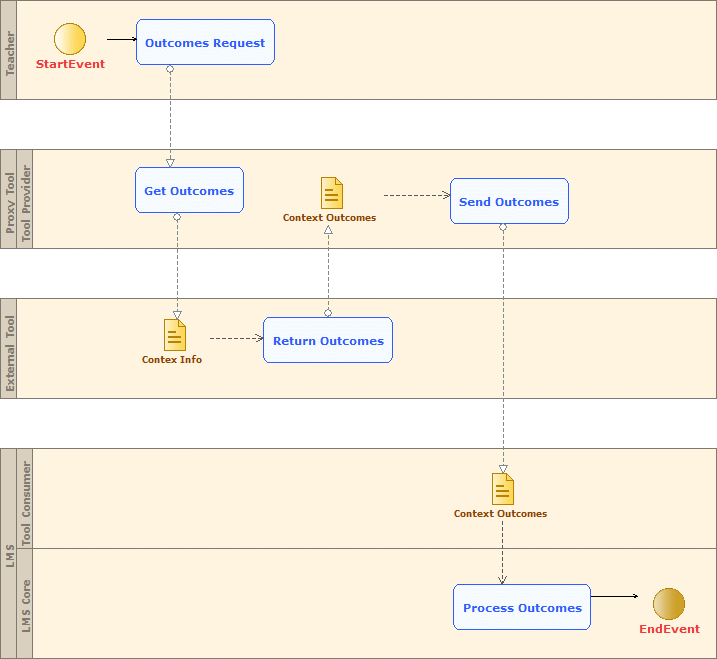 Teacher
StartEvent
Outcomes Request
Proxy Tool
Tool Provider
Get Outcomes
Context Outcomes
Send Outcomes
External Tool
Contex Info
Return Outcomes
LMS
Tool Consumer
Context Outcomes
LMS Core
Process Outcomes
EndEvent